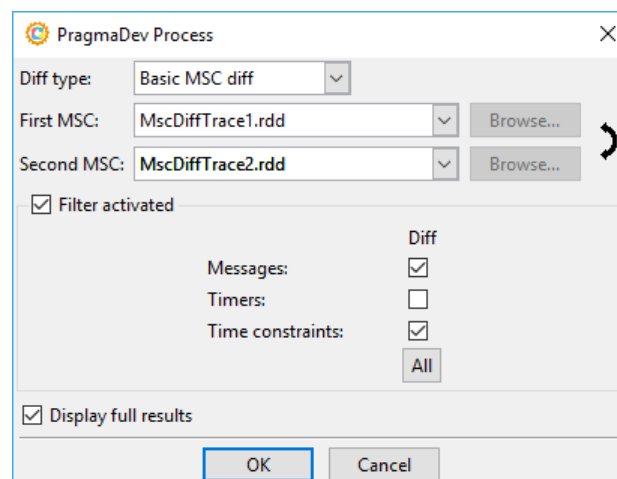 PragmaDev Process
Diff type: Basic MSC diff
First MSC: MscDiffTrace1.rdd Browse...
Second MSC: MscDiffTrace2.rdd Browse...
Filter activated
Diff
Messages:
Timers:
Time constraints:
All
Display full results
OK Cancel